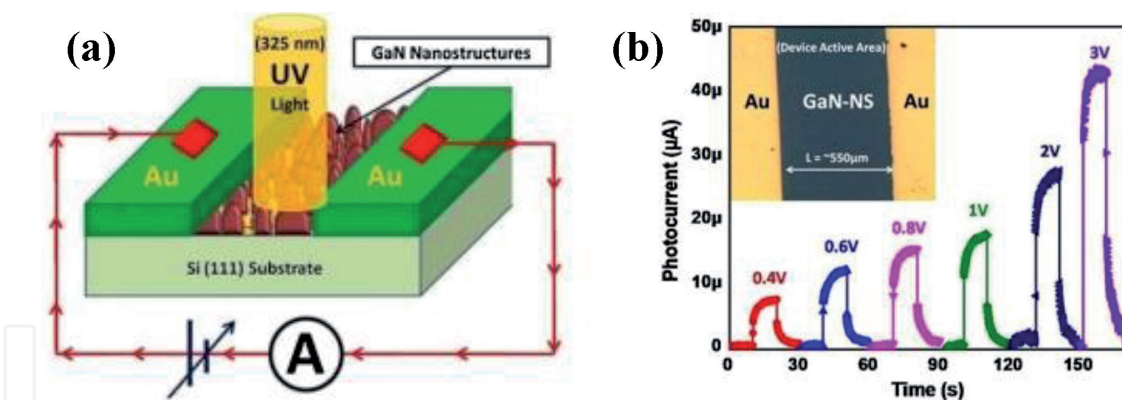 (a)
(325 nm)
UV
Light
GaN Nanostructures
Au
Au
Si (111) Substrate
A
(b)
Photocurrent (µA)
50µ
40µ
30µ
20µ
10µ
0
(Device Active Area)
Au
GaN-NS
Au
L = ~550µm
0.4V
0.6V
0.8V
1V
2V
3V
0
30
60
90
120
150
Time (s)